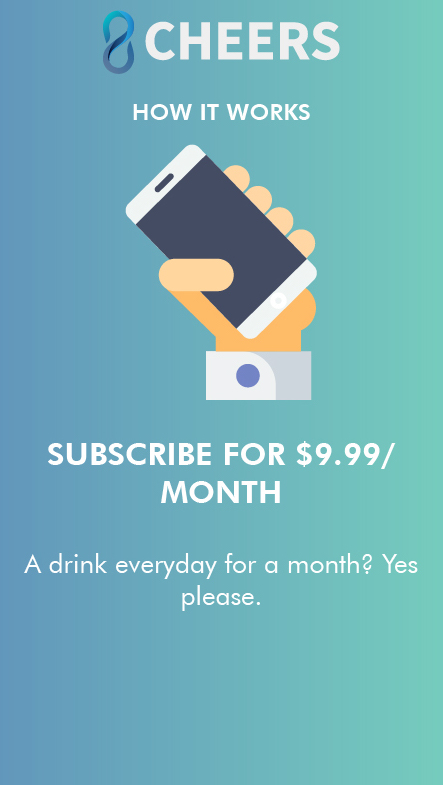 CHEERS
HOW IT WORKS
SUBSCRIBE FOR $9.99/
MONTH
A drink everyday for a month? Yes
please.